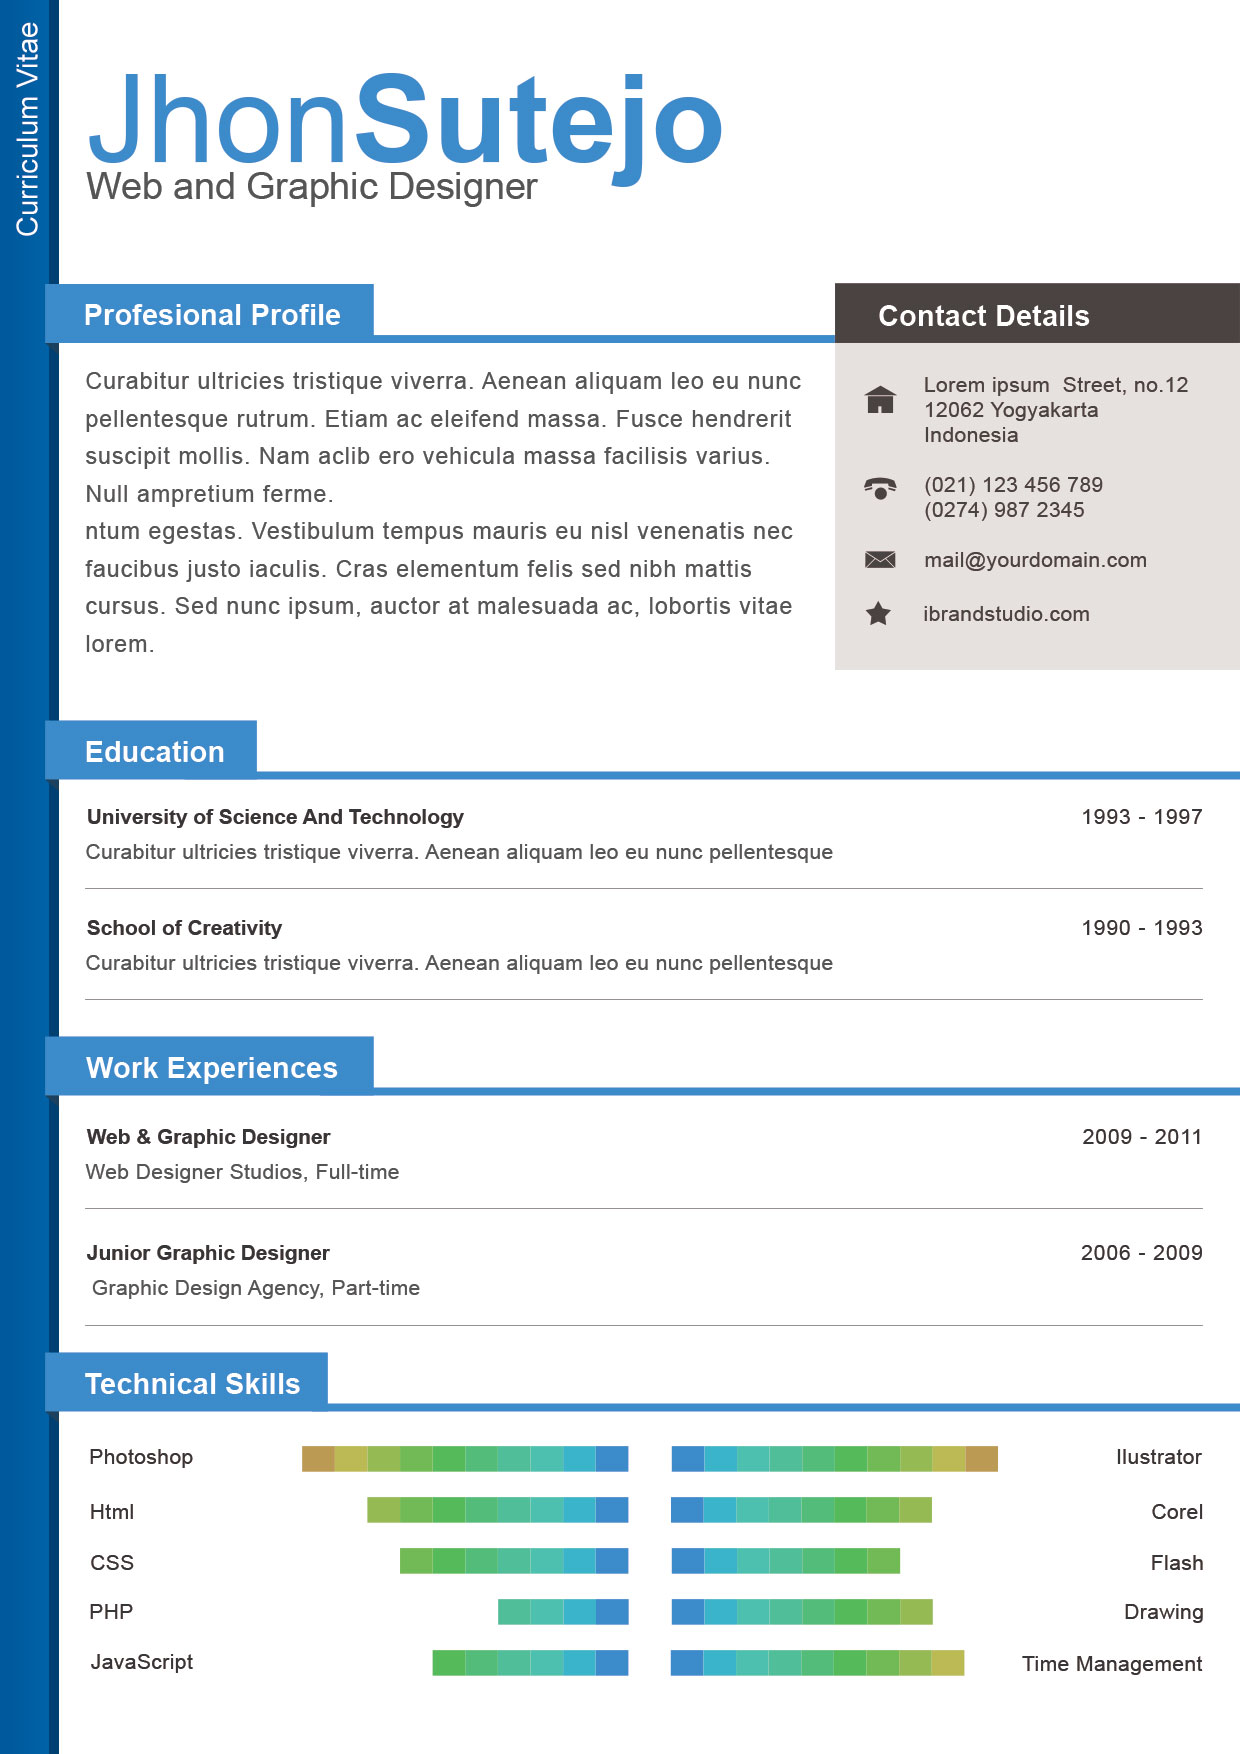 Curriculum Vitae
JhonSutejo
Web and Graphic Designer
Profesional Profile
Curabitur ultricies tristique viverra. Aenean aliquam leo eu nunc
pellentesque rutrum. Etiam ac eleifend massa. Fusce hendrerit
suscipit mollis. Nam aclib ero vehicula massa facilisis varius.
Null ampretium ferme.
ntum egestas. Vestibulum tempus mauris eu nisl venenatis nec
faucibus justo iaculis. Cras elementum felis sed nibh mattis
cursus. Sed nunc ipsum, auctor at malesuada ac, lobortis vitae
lorem.
Contact Details
Lorem ipsum  Street, no.12
12062 Yogyakarta
Indonesia
(021) 123 456 789
(0274) 987 2345
mail@yourdomain.com
ibrandstudio.com
Education
University of Science And Technology 1993 - 1997
Curabitur ultricies tristique viverra. Aenean aliquam leo eu nunc pellentesque
School of Creativity 1990 - 1993
Curabitur ultricies tristique viverra. Aenean aliquam leo eu nunc pellentesque
Work Experiences
Web & Graphic Designer 2009 - 2011
Web Designer Studios, Full-time
Junior Graphic Designer 2006 - 2009
Graphic Design Agency, Part-time
Technical Skills
Photoshop Ilustrator
Html Corel
CSS Flash
PHP Drawing
JavaScript Time Management